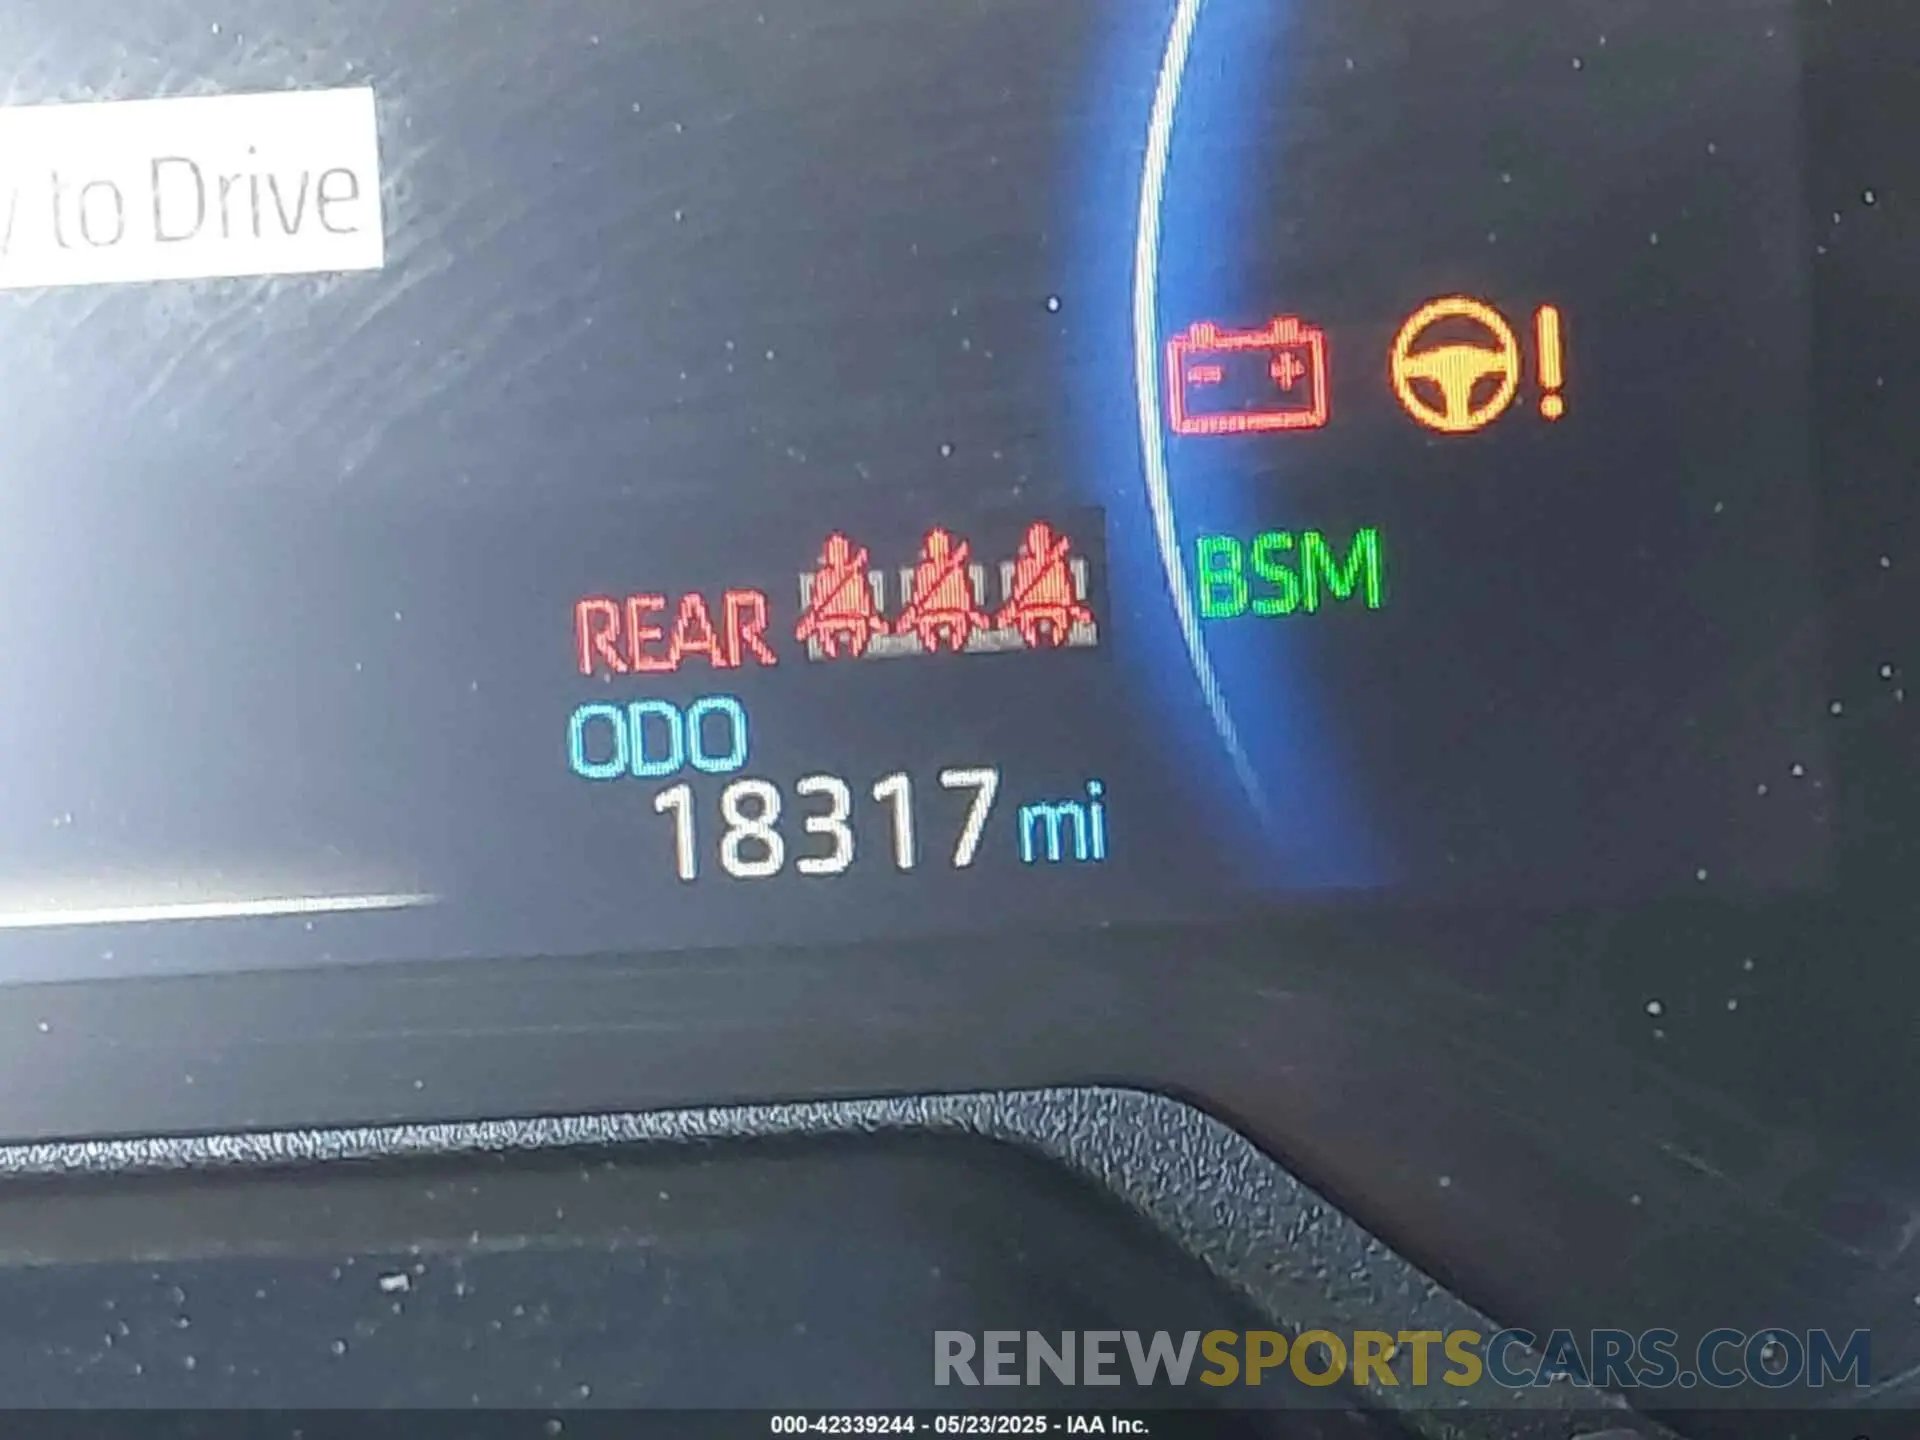 to Drive
REAR
BSM
ODO
18317 mi
RENEWSPORTSCARS.COM
000-42339244 - 05/23/2025 - IAA Inc.